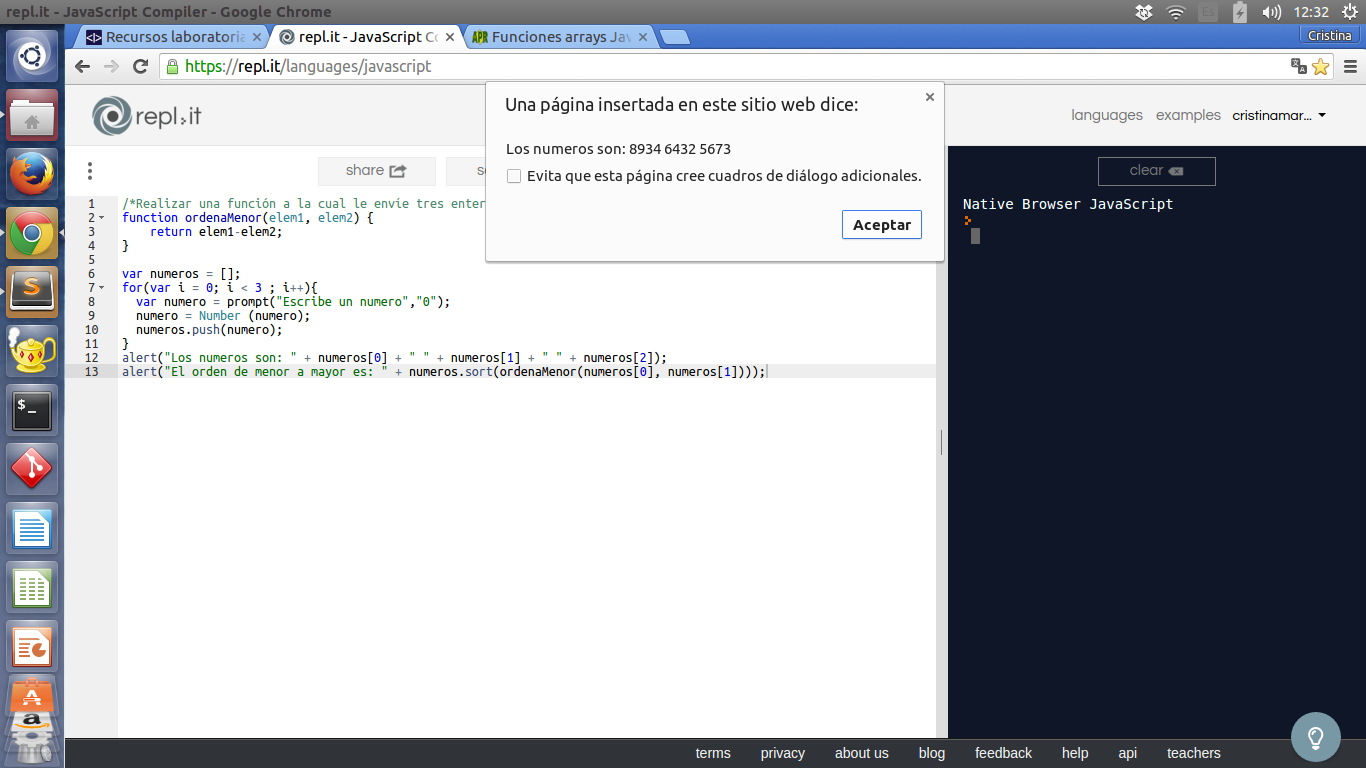 repl.it - JavaScript Compiler - Google Chrome
Es 12:32
Recursos laboratoria
repl.it - JavaScript Co
APR Funciones arrays Jav
Cristina
https://repl.it/languages/javascript
repl.it
languages examples cristinamar...
Una página insertada en este sitio web dice:
Los numeros son: 8934 6432 5673
Evita que esta página cree cuadros de diálogo adicionales.
Aceptar
share
clear
Native Browser JavaScript
1 /*Realizar una función a la cual le envíe tres enter
2 function ordenaMenor(elem1, elem2) {
3 return elem1-elem2;
4 }
5
6 var numeros = [];
7 for(var i = 0; i < 3 ; i++){
8 var numero = prompt("Escribe un numero","0");
9 numero = Number (numero);
10 numeros.push(numero);
11 }
12 alert("Los numeros son: " + numeros[0] + " " + numeros[1] + " " + numeros[2]);
13 alert("El orden de menor a mayor es: " + numeros.sort(ordenaMenor(numeros[0], numeros[1])));
terms privacy about us blog feedback help api teachers